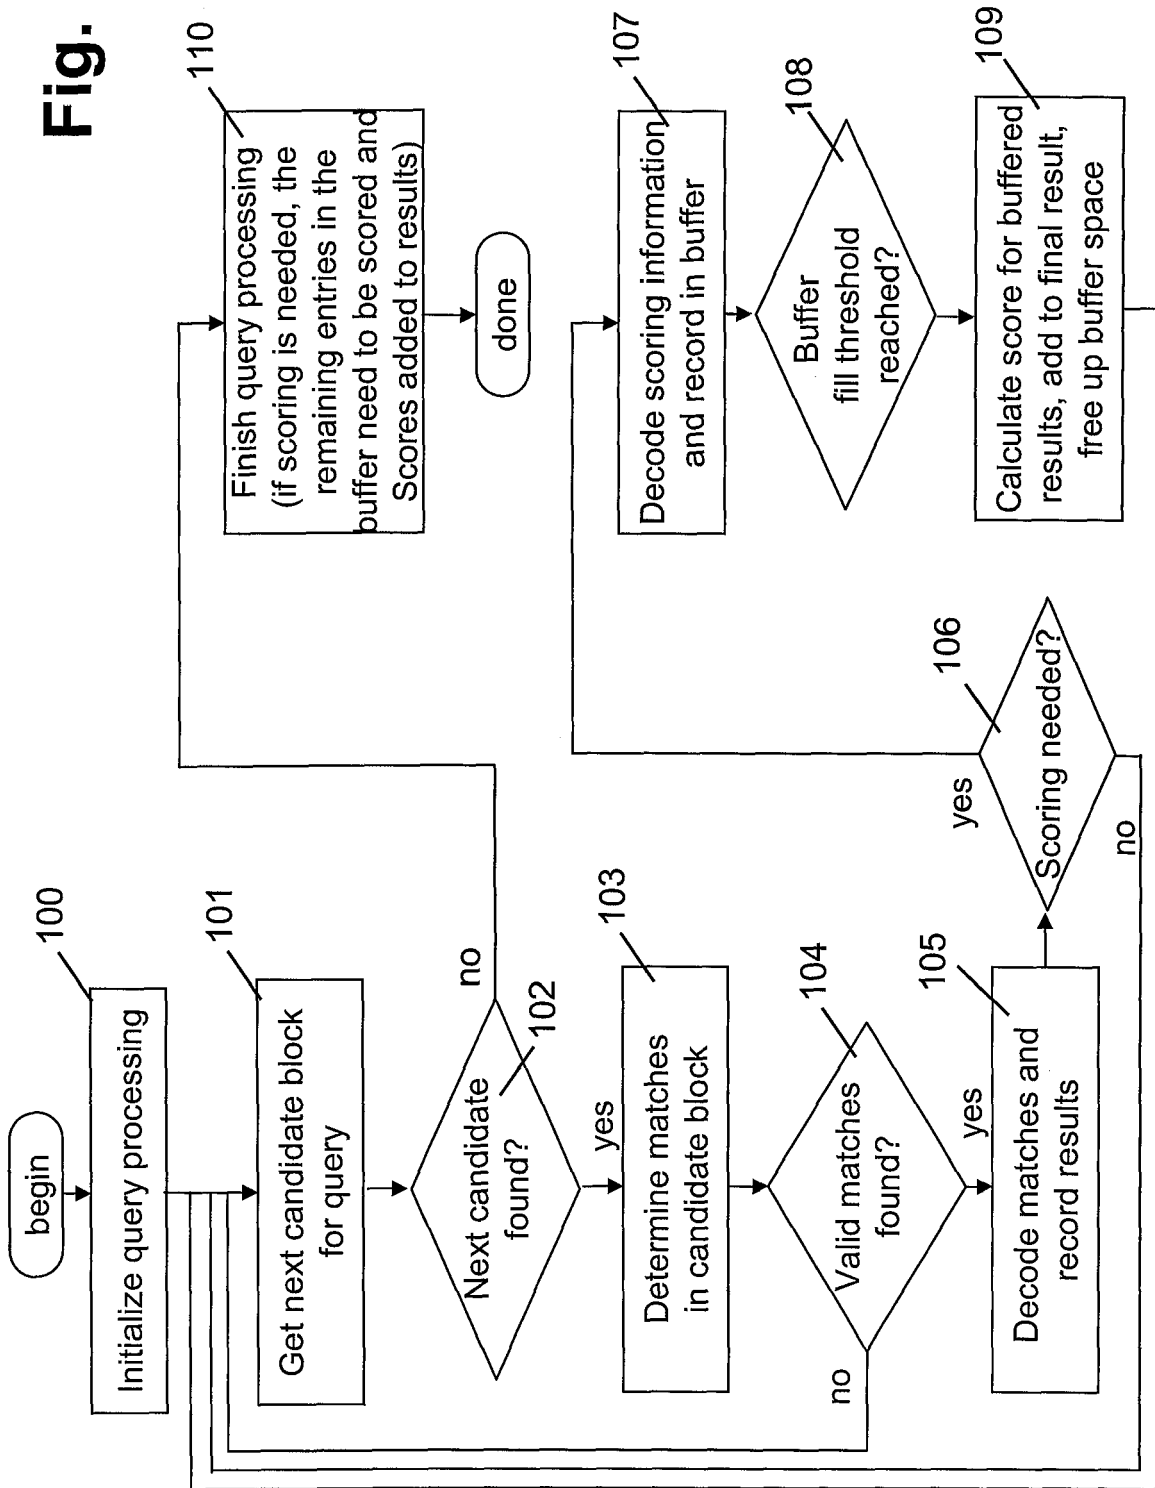 Fig.
begin
100
Initialize query processing
101
Get next candidate block
for query
102
Next candidate
found?
no
yes
103
Determine matches
in candidate block
104
Valid matches
found?
no
yes
105
Decode matches and
record results
106
Scoring needed?
yes
no
107
Decode scoring information
and record in buffer
108
Buffer
fill threshold
reached?
109
Calculate score for buffered
results, add to final result,
free up buffer space
110
Finish query processing
(if scoring is needed, the
remaining entries in the
buffer need to be scored and
Scores added to results)
done